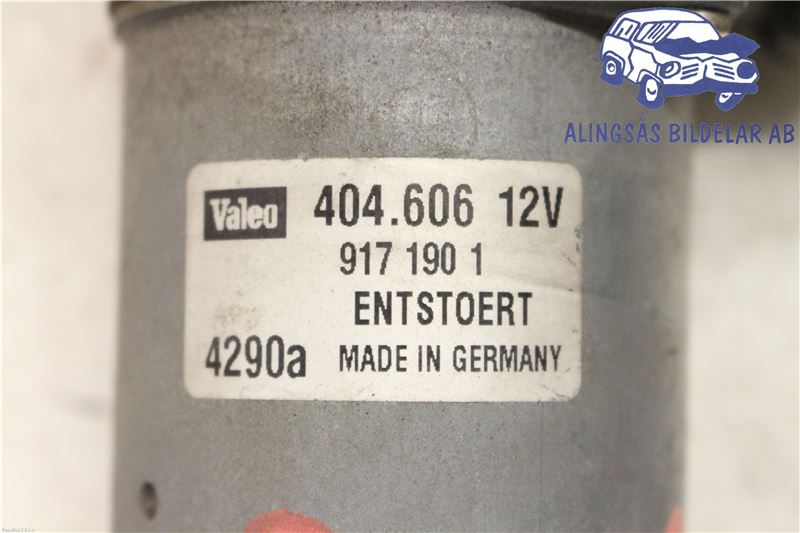 ALINGSÅS BILDELAR AB
Valeo 404.606 12V
917 190 1
ENTSTOERT
4290a MADE IN GERMANY